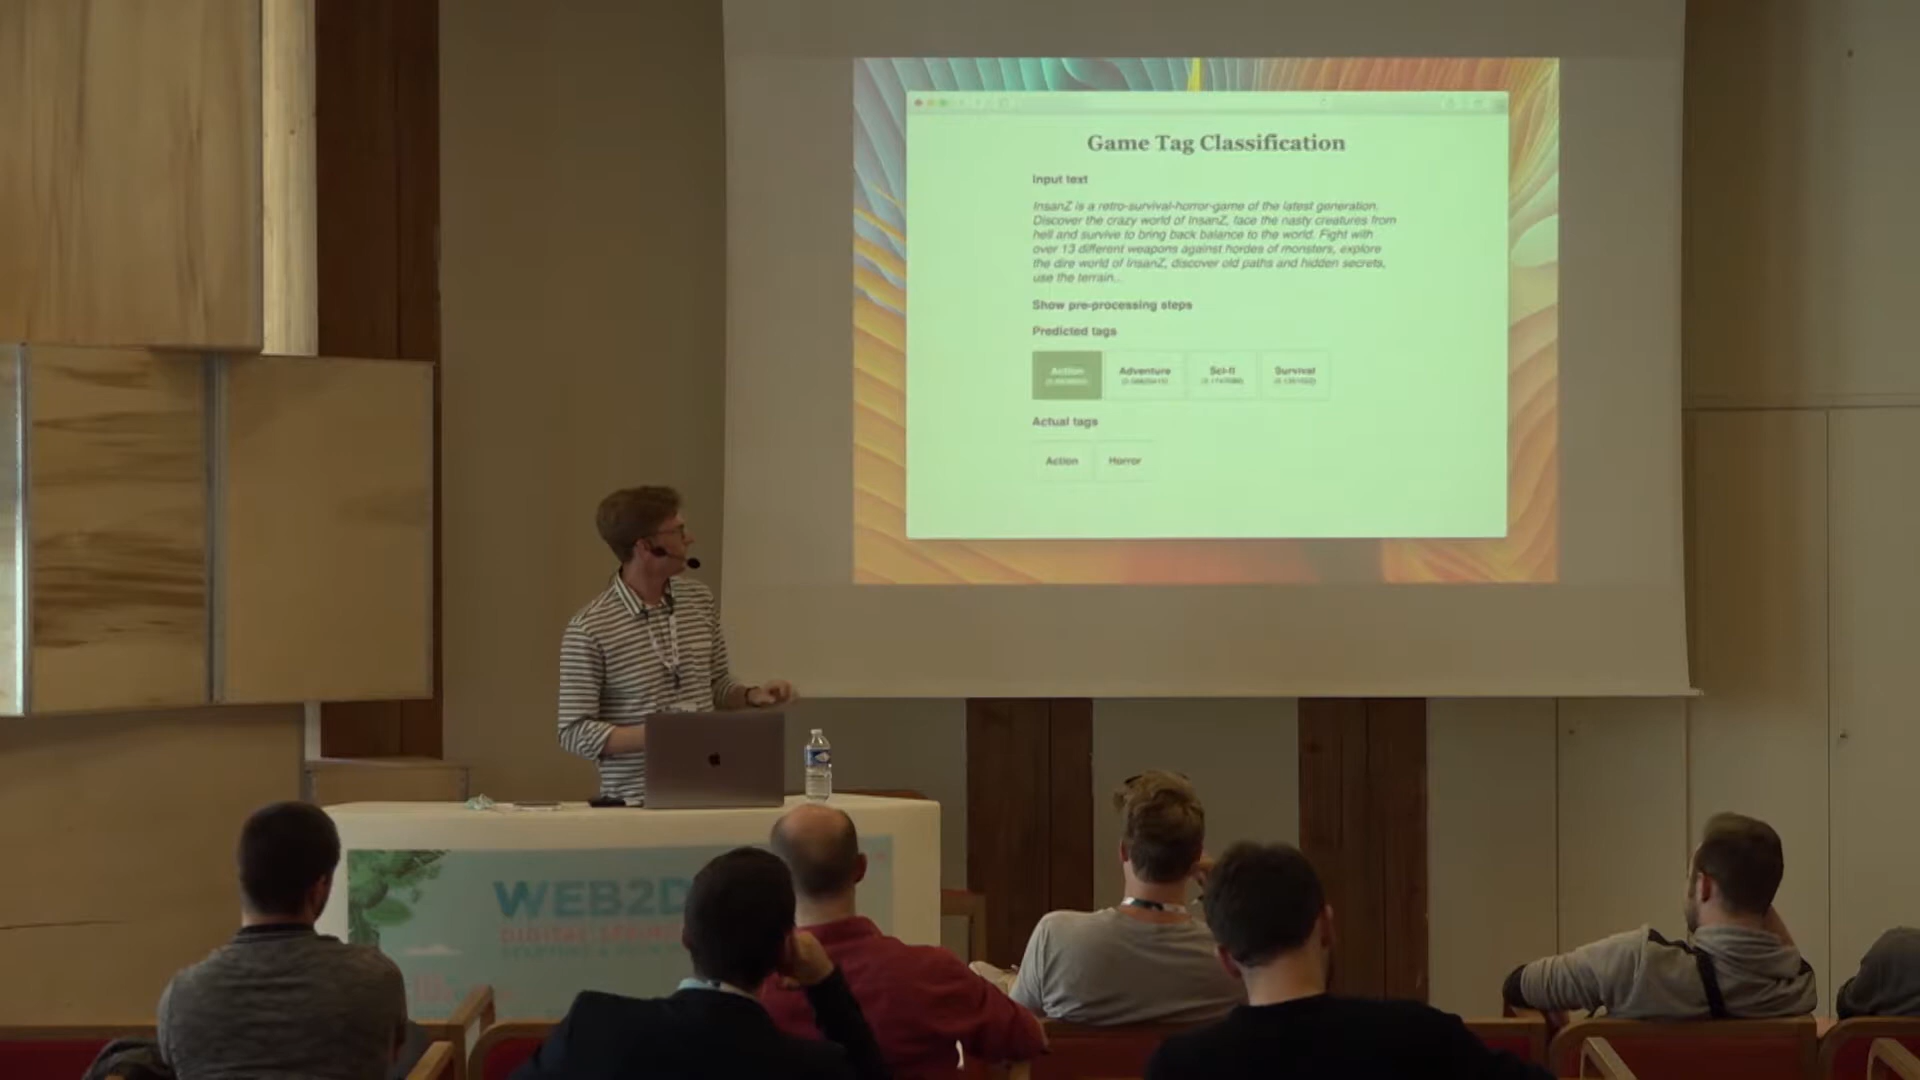 Game Tag Classification
Input text
InsanZ is a retro-survival-horror-game of the latest generation.
Discover the crazy world of InsanZ, face the nasty creatures from
hell and survive to bring back balance to the world. Fight with
over 13 different weapons against hordes of monsters, explore
the dire world of InsanZ, discover old paths and hidden secrets,
use the terrain...
Show pre-processing steps
Predicted tags
Action Adventure Sci-fi Survival
Actual tags
Action Horror
WEB2D
DIGITAL